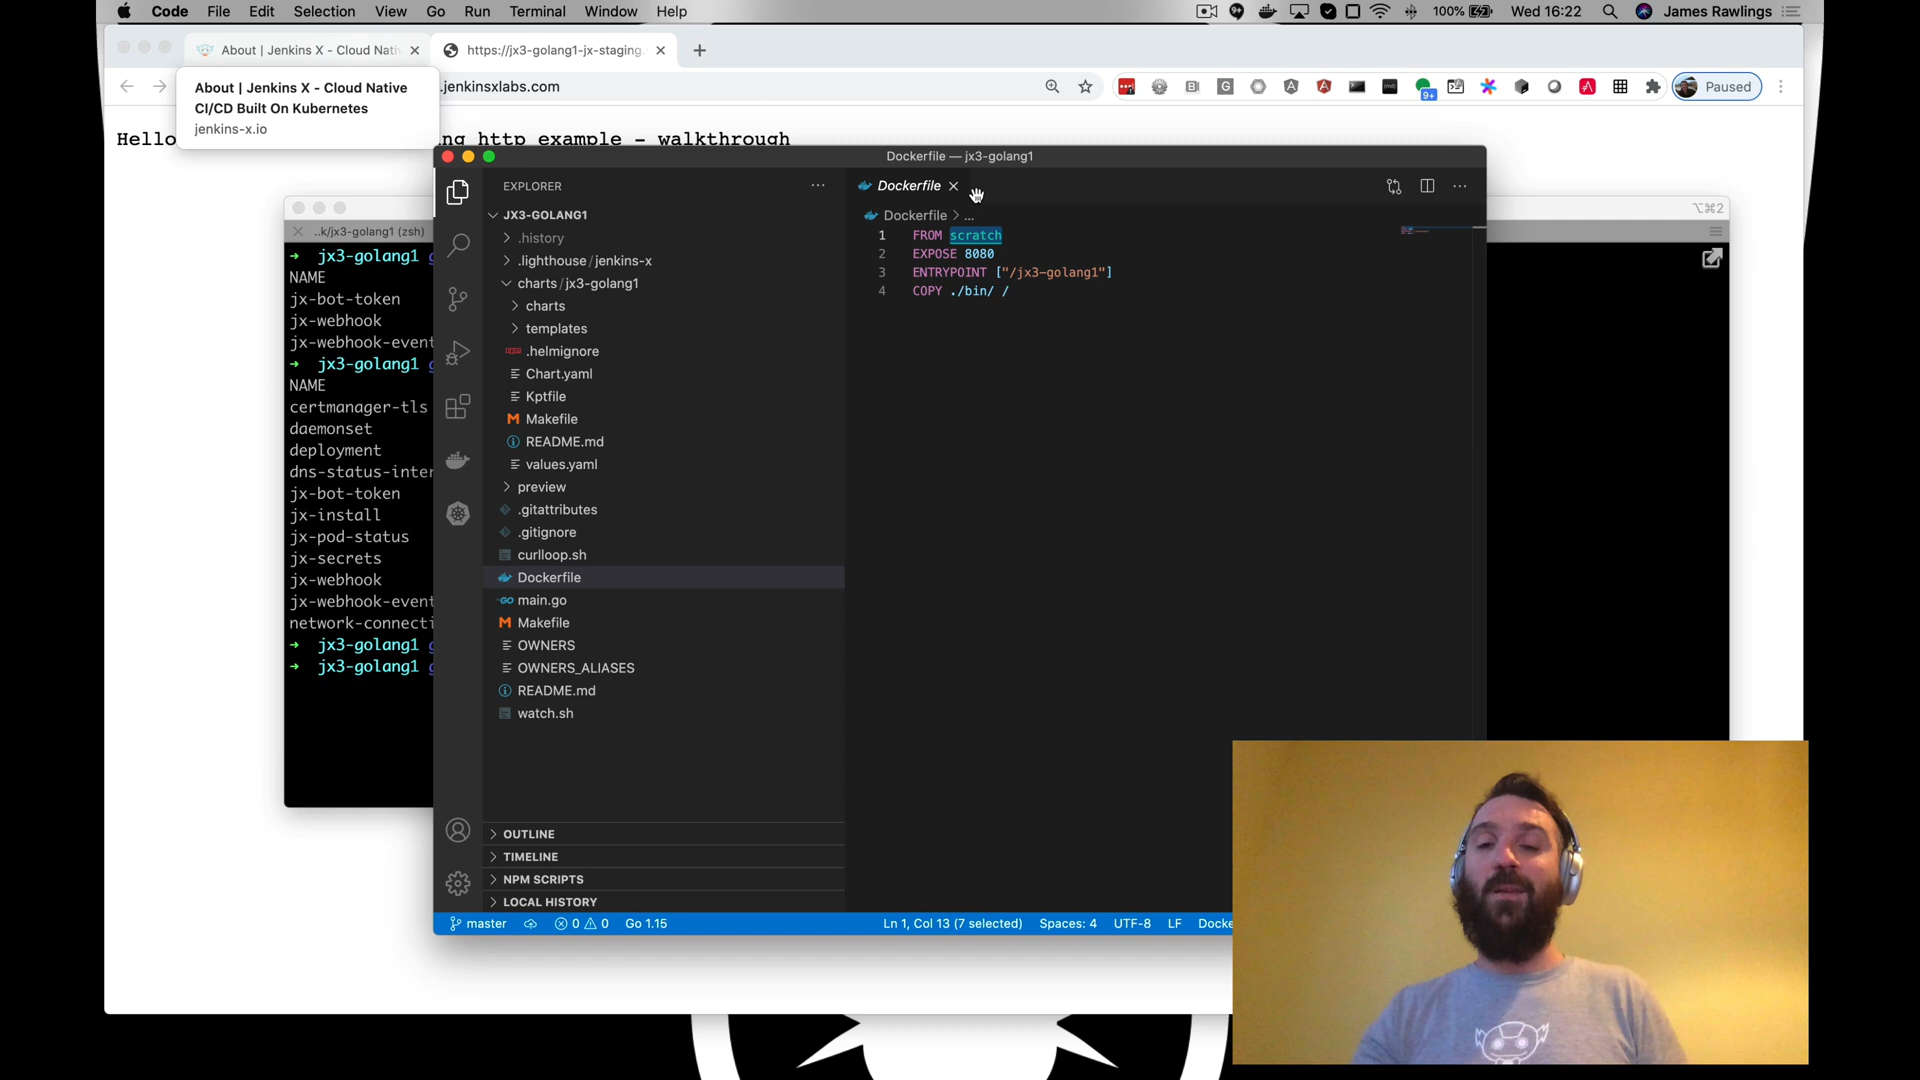 Code File Edit Selection View Go Run Terminal Window Help 100% Wed 16:22 James Rawlings
About | Jenkins X - Cloud Nati
https://jx3-golang1-jx-staging.
.jenkinsxlabs.com
9+
Paused
About | Jenkins X - Cloud Native
CI/CD Built On Kubernetes
jenkins-x.io
Hello
ng http example - walkthrough
Dockerfile — jx3-golang1
⌥⌘2
..k/jx3-golang1 (zsh)
→ jx3-golang1
NAME
jx-bot-token
jx-webhook
jx-webhook-event
→ jx3-golang1
NAME
certmanager-tls
daemonset
deployment
dns-status-inter
jx-bot-token
jx-install
jx-pod-status
jx-secrets
jx-webhook
jx-webhook-event
network-connecti
→ jx3-golang1
→ jx3-golang1
EXPLORER
JX3-GOLANG1
.history
.lighthouse/jenkins-x
charts/jx3-golang1
charts
templates
.helmignore
Chart.yaml
Kptfile
Makefile
README.md
values.yaml
preview
.gitattributes
.gitignore
curlloop.sh
Dockerfile
main.go
Makefile
OWNERS
OWNERS_ALIASES
README.md
watch.sh
OUTLINE
TIMELINE
NPM SCRIPTS
LOCAL HISTORY
Dockerfile
Dockerfile > ...
1 FROM scratch
2 EXPOSE 8080
3 ENTRYPOINT ["/jx3-golang1"]
4 COPY ./bin/ /
master 0 0 Go 1.15 Ln 1, Col 13 (7 selected) Spaces: 4 UTF-8 LF Docke